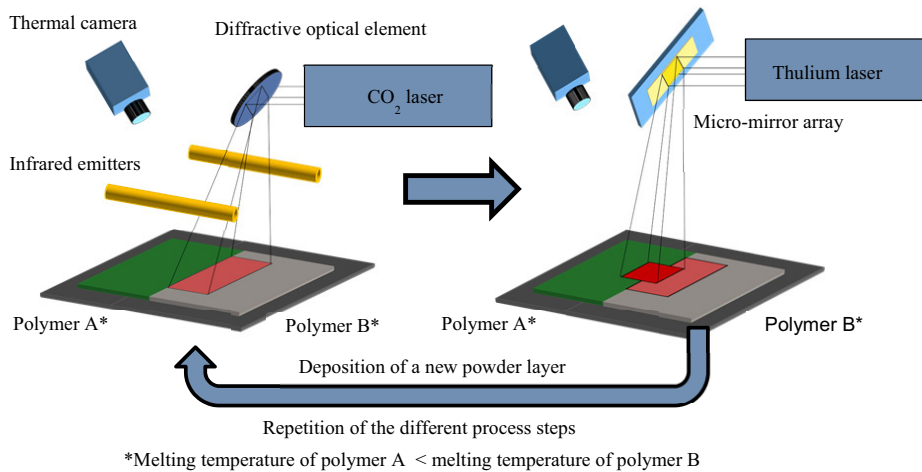 Thermal camera
Diffractive optical element
CO2 laser
Infrared emitters
Polymer A*
Polymer B*
Thulium laser
Micro-mirror array
Polymer A*
Polymer B*
Deposition of a new powder layer
Repetition of the different process steps
*Melting temperature of polymer A < melting temperature of polymer B